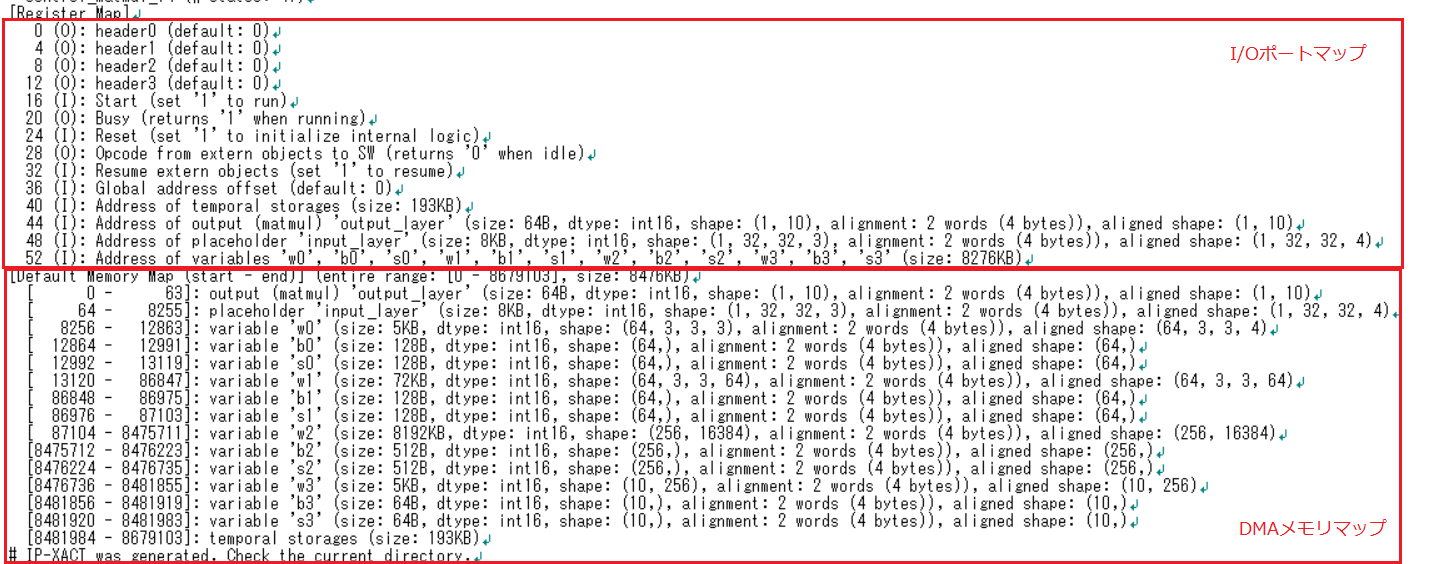 [Register Map]↲
0 (O): header0 (default: 0)↲
4 (O): header1 (default: 0)↲
8 (O): header2 (default: 0)↲
12 (O): header3 (default: 0)↲
16 (I): Start (set '1' to run)↲
20 (O): Busy (returns '1' when running)↲
24 (I): Reset (set '1' to initialize internal logic)↲
28 (O): Opcode from extern objects to SW (returns '0' when idle)↲
32 (I): Resume extern objects (set '1' to resume)↲
36 (I): Global address offset (default: 0)↲
40 (I): Address of temporal storages (size: 193KB)↲
44 (I): Address of output (matmul) 'output_layer' (size: 64B, dtype: int16, shape: (1, 10), alignment: 2 words (4 bytes)), aligned shape: (1, 10)↲
48 (I): Address of placeholder 'input_layer' (size: 8KB, dtype: int16, shape: (1, 32, 32, 3), alignment: 2 words (4 bytes)), aligned shape: (1, 32, 32, 4)↲
52 (I): Address of variables 'w0', 'b0', 's0', 'w1', 'b1', 's1', 'w2', 'b2', 's2', 'w3', 'b3', 's3' (size: 8276KB)↲
I/Oポートマップ
[Default Memory Map (start - end)] (entire range: [0 - 8679103], size: 8476KB)↲
[ 0 - 63]: output (matmul) 'output_layer' (size: 64B, dtype: int16, shape: (1, 10), alignment: 2 words (4 bytes)), aligned shape: (1, 10)↲
[ 64 - 8255]: placeholder 'input_layer' (size: 8KB, dtype: int16, shape: (1, 32, 32, 3), alignment: 2 words (4 bytes)), aligned shape: (1, 32, 32, 4)↲
[ 8256 - 12863]: variable 'w0' (size: 5KB, dtype: int16, shape: (64, 3, 3, 3), alignment: 2 words (4 bytes)), aligned shape: (64, 3, 3, 4)↲
[ 12864 - 12991]: variable 'b0' (size: 128B, dtype: int16, shape: (64,), alignment: 2 words (4 bytes)), aligned shape: (64,)↲
[ 12992 - 13119]: variable 's0' (size: 128B, dtype: int16, shape: (64,), alignment: 2 words (4 bytes)), aligned shape: (64,)↲
[ 13120 - 86847]: variable 'w1' (size: 72KB, dtype: int16, shape: (64, 3, 3, 64), alignment: 2 words (4 bytes)), aligned shape: (64, 3, 3, 64)↲
[ 86848 - 86975]: variable 'b1' (size: 128B, dtype: int16, shape: (64,), alignment: 2 words (4 bytes)), aligned shape: (64,)↲
[ 86976 - 87103]: variable 's1' (size: 128B, dtype: int16, shape: (64,), alignment: 2 words (4 bytes)), aligned shape: (64,)↲
[ 87104 - 8475711]: variable 'w2' (size: 8192KB, dtype: int16, shape: (256, 16384), alignment: 2 words (4 bytes)), aligned shape: (256, 16384)↲
[8475712 - 8476223]: variable 'b2' (size: 512B, dtype: int16, shape: (256,), alignment: 2 words (4 bytes)), aligned shape: (256,)↲
[8476224 - 8476735]: variable 's2' (size: 512B, dtype: int16, shape: (256,), alignment: 2 words (4 bytes)), aligned shape: (256,)↲
[8476736 - 8481855]: variable 'w3' (size: 5KB, dtype: int16, shape: (10, 256), alignment: 2 words (4 bytes)), aligned shape: (10, 256)↲
[8481856 - 8481919]: variable 'b3' (size: 64B, dtype: int16, shape: (10,), alignment: 2 words (4 bytes)), aligned shape: (10,)↲
[8481920 - 8481983]: variable 's3' (size: 64B, dtype: int16, shape: (10,), alignment: 2 words (4 bytes)), aligned shape: (10,)↲
[8481984 - 8679103]: temporal storages (size: 193KB)↲
DMAメモリマップ
# IP-XACT was generated. Check the current directory.↲